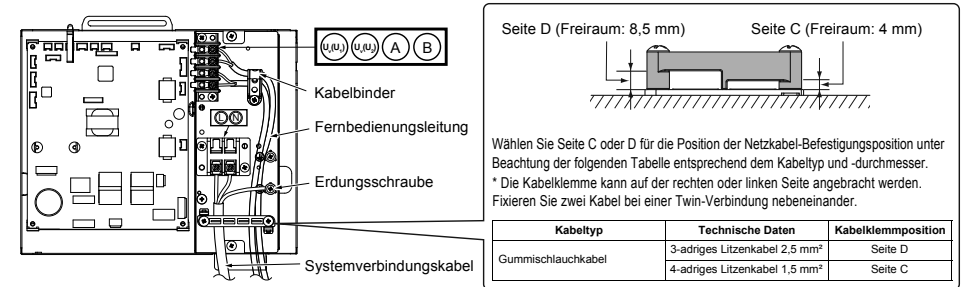 Uᵥ(U₁) Uᵥ(U₂) A B
L N
Kabelbinder
Fernbedienungsleitung
Erdungsschraube
Systemverbindungskabel
Seite D (Freiraum: 8,5 mm) Seite C (Freiraum: 4 mm)
Wählen Sie Seite C oder D für die Position der Netzkabel-Befestigungsposition unter
Beachtung der folgenden Tabelle entsprechend dem Kabeltyp und -durchmesser.
* Die Kabelklemme kann auf der rechten oder linken Seite angebracht werden.
Fixieren Sie zwei Kabel bei einer Twin-Verbindung nebeneinander.
Kabeltyp Technische Daten Kabelklemmposition
Gummischlauchkabel 3-adriges Litzenkabel 2,5 mm² Seite D
4-adriges Litzenkabel 1,5 mm² Seite C